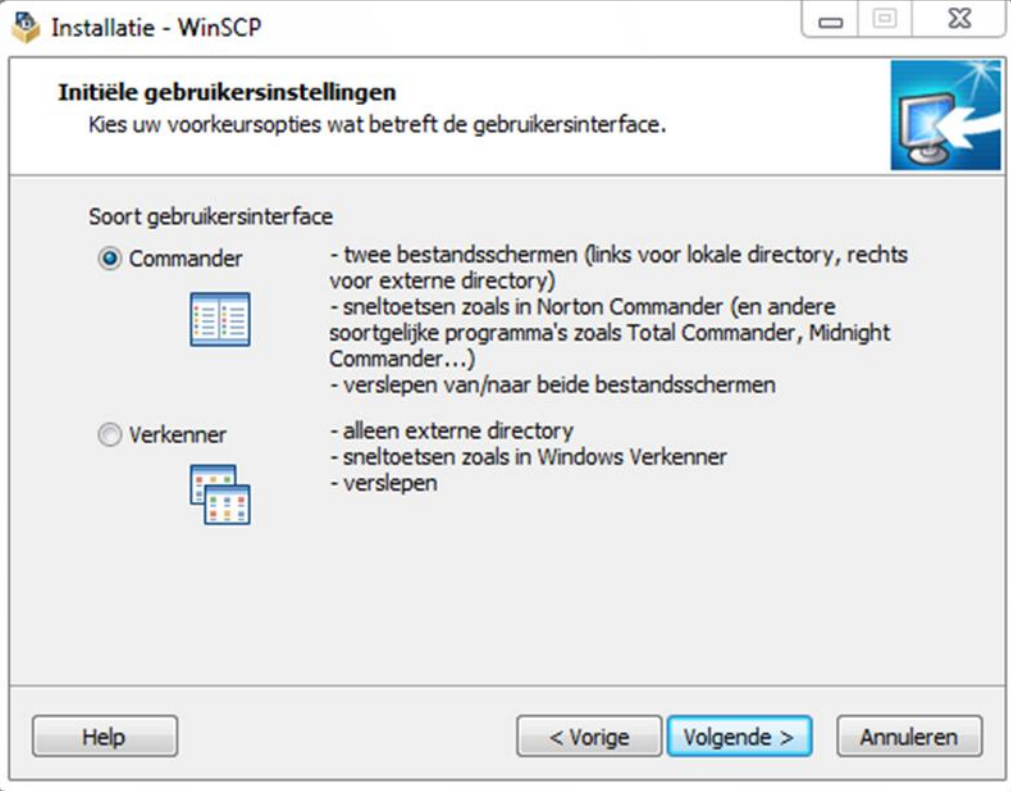 Installatie - WinSCP
Initiële gebruikersinstellingen
Kies uw voorkeursopties wat betreft de gebruikersinterface.
Soort gebruikersinterface
Commander
- twee bestandsschermen (links voor lokale directory, rechts
voor externe directory)
- sneltoetsen zoals in Norton Commander (en andere
soortgelijke programma's zoals Total Commander, Midnight
Commander...)
- verslepen van/naar beide bestandsschermen
Verkenner
- alleen externe directory
- sneltoetsen zoals in Windows Verkenner
- verslepen
Help
< Vorige
Volgende >
Annuleren